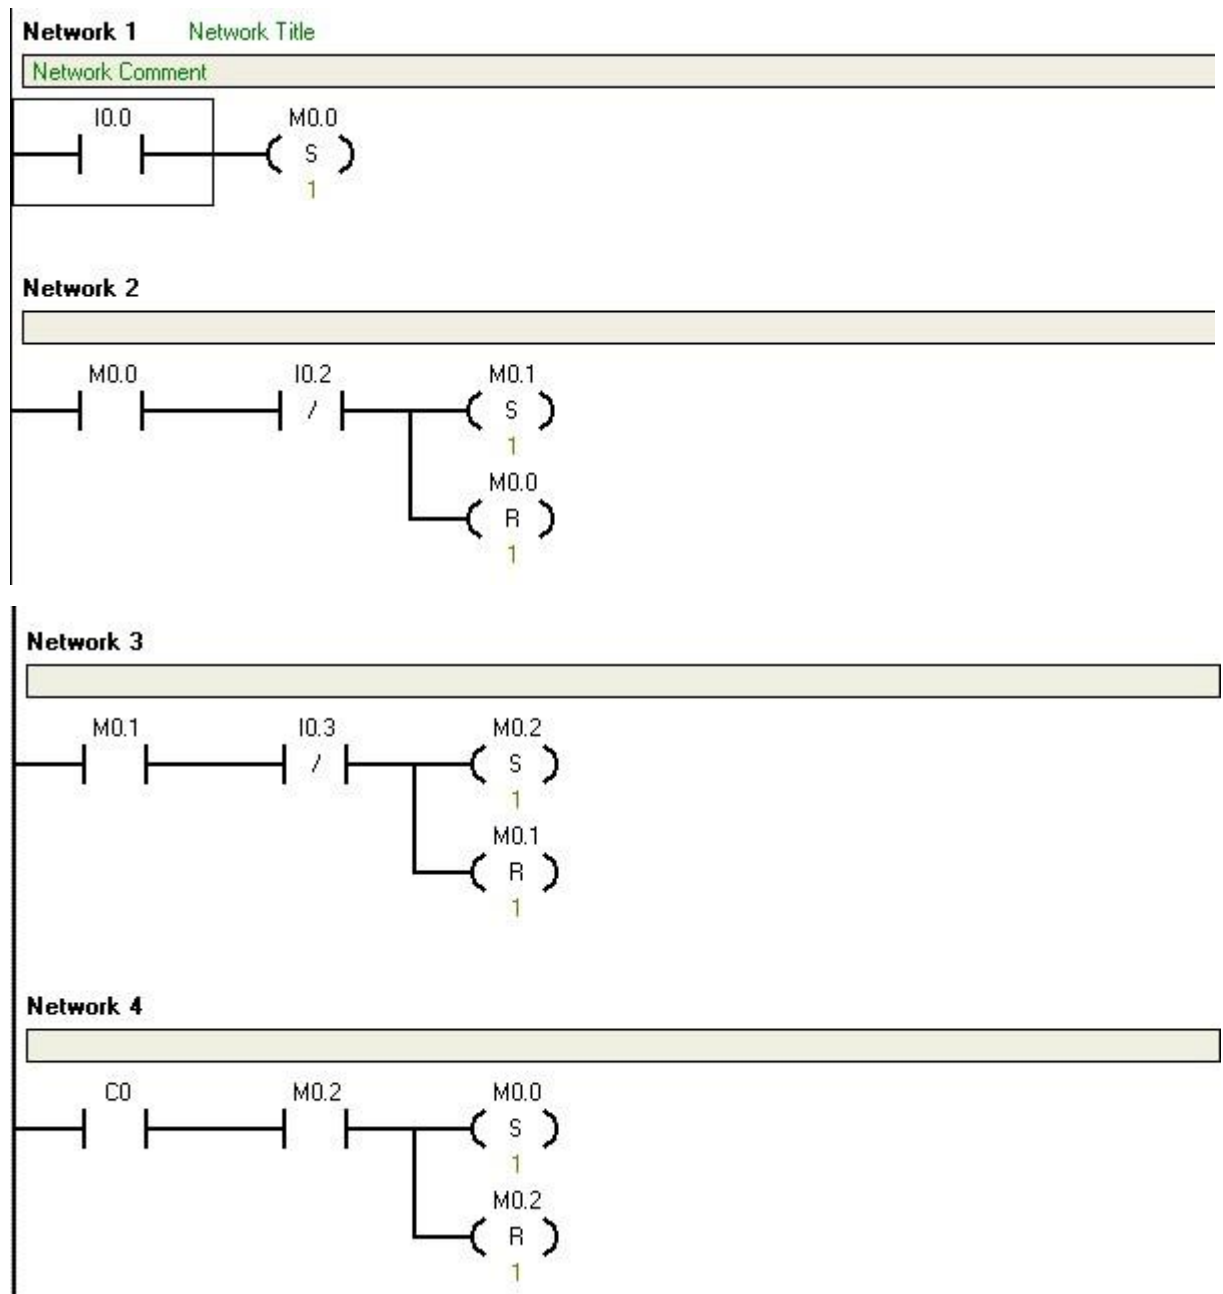 Network 1 Network Title
Network Comment
I0.0 M0.0
S
1
Network 2
M0.0 I0.2 M0.1
/ S
1
M0.0
R
1
Network 3
M0.1 I0.3 M0.2
/ S
1
M0.1
R
1
Network 4
C0 M0.2 M0.0
S
1
M0.2
R
1